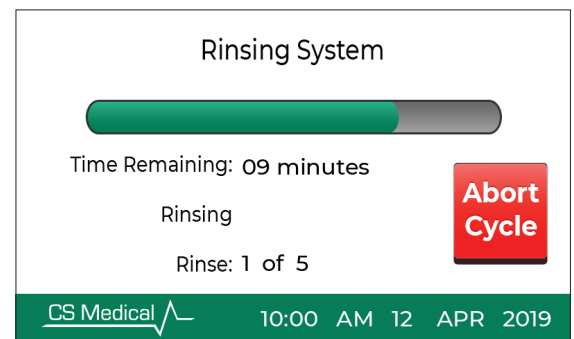 Rinsing System
Time Remaining: 09 minutes
Rinsing
Rinse: 1 of 5
Abort
Cycle
CS Medical 10:00 AM 12 APR 2019